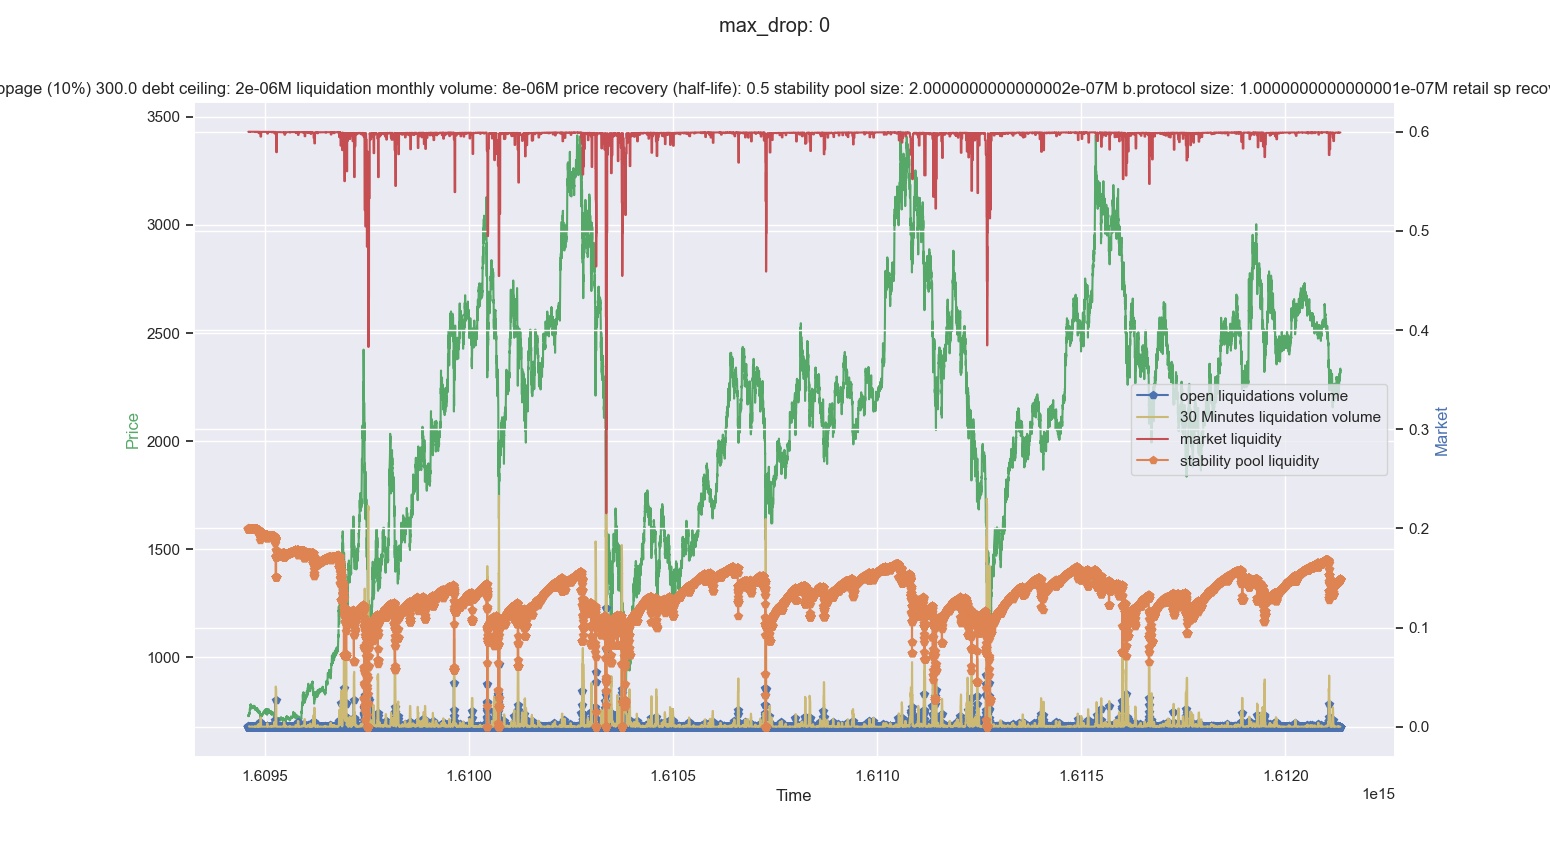 max_drop: 0
(10%) 300.0 debt ceiling: 2e-06M liquidation monthly volume: 8e-06M price recovery (half-life): 0.5 stability pool size: 2.0000000000000002e-07M b.protocol size: 1.0000000000000001e-07M retail sp
3500
3000
2500
2000
1500
1000
Price
0.6
0.5
0.4
0.3
0.2
0.1
0.0
Market
open liquidations volume
30 Minutes liquidation volume
market liquidity
stability pool liquidity
1.6095 1.6100 1.6105 1.6110 1.6115 1.6120
Time
1e15